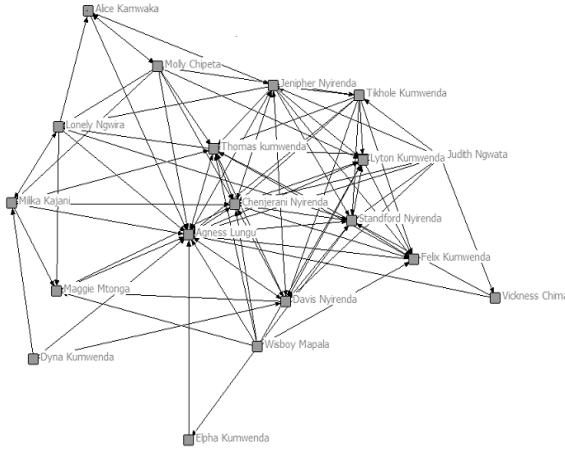 Alice Kamwaka
Molly Chipeta
Jenipher Nyirenda
Tikhole Kumwenda
Lonely Ngwira
Thomas kumwenda
Lyton Kumwenda
Judith Ngwata
Milka Kajani
Chenjerani Nyirenda
Standford Nyirenda
Agness Lungu
Felix Kumwenda
Maggie Mtonga
Davis Nyirenda
Vickness Chima
Wisboy Mapala
Dyna Kumwenda
Elpha Kumwenda